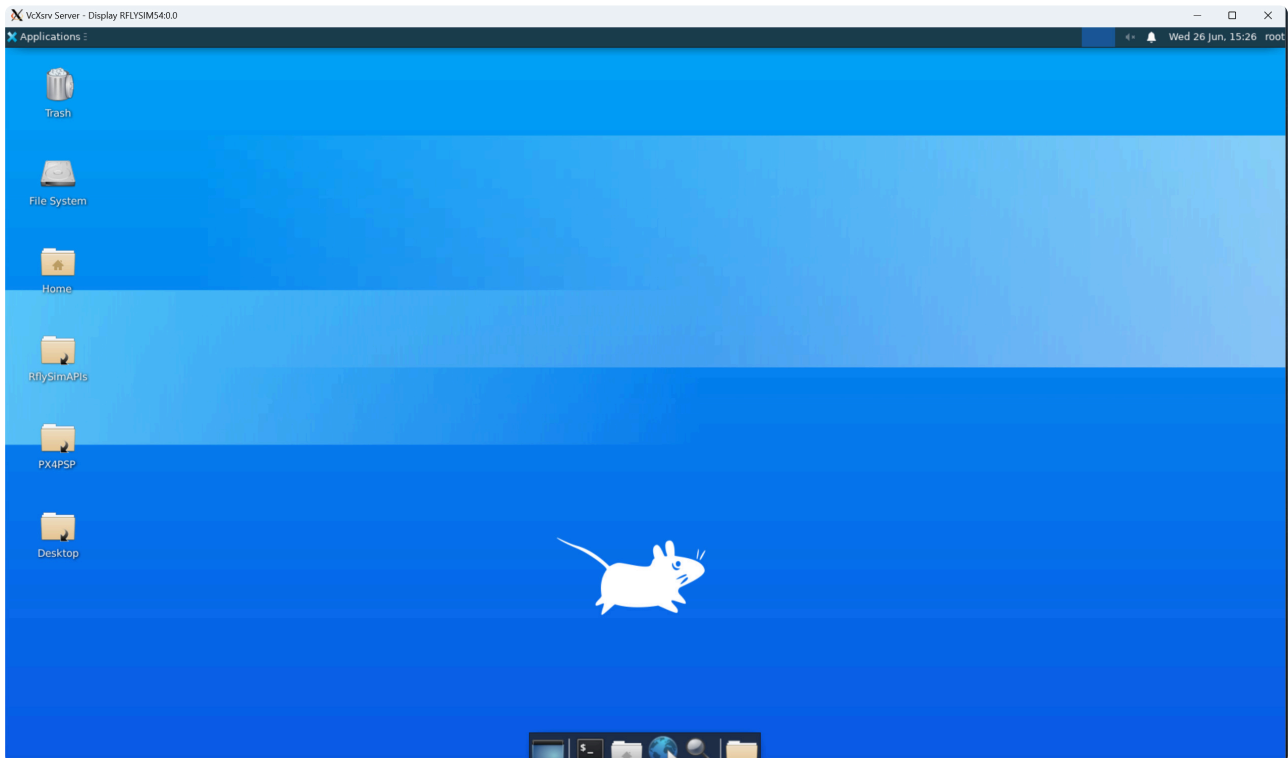 VcXsrv Server - Display RFLYSIM54:0.0
Applications
Wed 26 Jun, 15:26 root
Trash
File System
Home
RflySimAPIs
PX4PSP
Desktop
$_